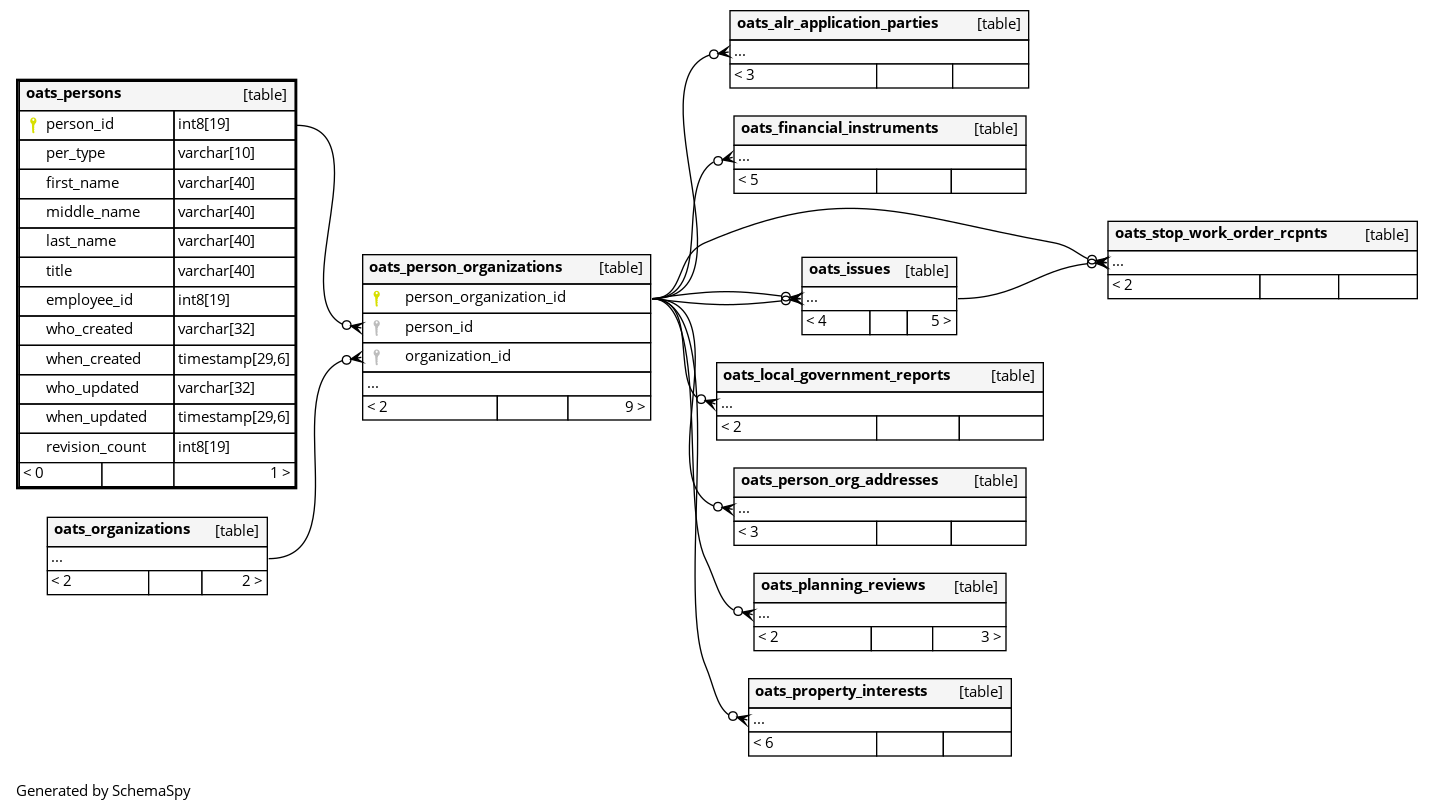 oats_persons [table]
person_id int8[19]
per_type varchar[10]
first_name varchar[40]
middle_name varchar[40]
last_name varchar[40]
title varchar[40]
employee_id int8[19]
who_created varchar[32]
when_created timestamp[29,6]
who_updated varchar[32]
when_updated timestamp[29,6]
revision_count int8[19]
< 0 1 >
oats_organizations [table]
...
< 2 2 >
oats_person_organizations [table]
person_organization_id
person_id
organization_id
...
< 2 9 >
oats_alr_application_parties [table]
...
< 3
oats_financial_instruments [table]
...
< 5
oats_issues [table]
...
< 4 5 >
oats_local_government_reports [table]
...
< 2
oats_person_org_addresses [table]
...
< 3
oats_planning_reviews [table]
...
< 2 3 >
oats_property_interests [table]
...
< 6
oats_stop_work_order_rcpnts [table]
...
< 2
Generated by SchemaSpy